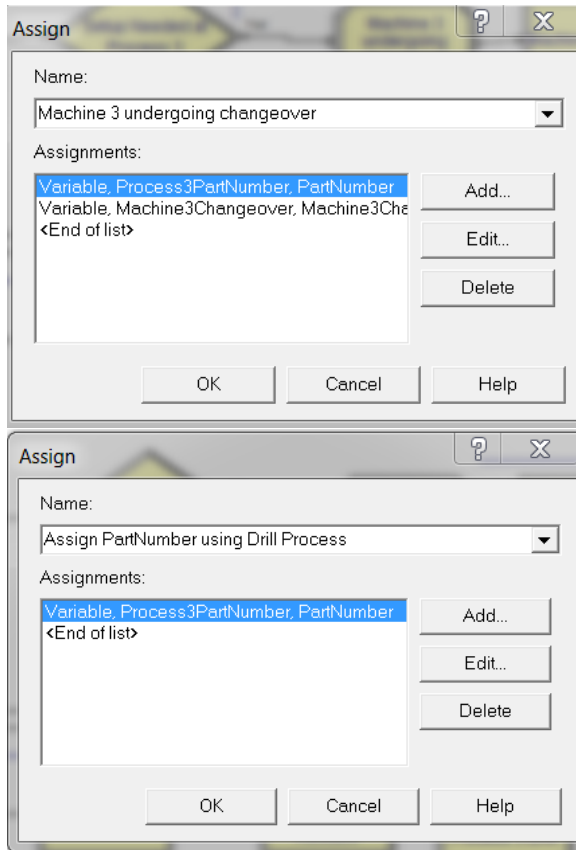 Assign
Name:
Machine 3 undergoing changeover
Assignments:
Variable, Process3PartNumber, PartNumber
Variable, Machine3Changeover, Machine3Cha
<End of list>
Add...
Edit...
Delete
OK Cancel Help
Assign
Name:
Assign PartNumber using Drill Process
Assignments:
Variable, Process3PartNumber, PartNumber
<End of list>
Add...
Edit...
Delete
OK Cancel Help